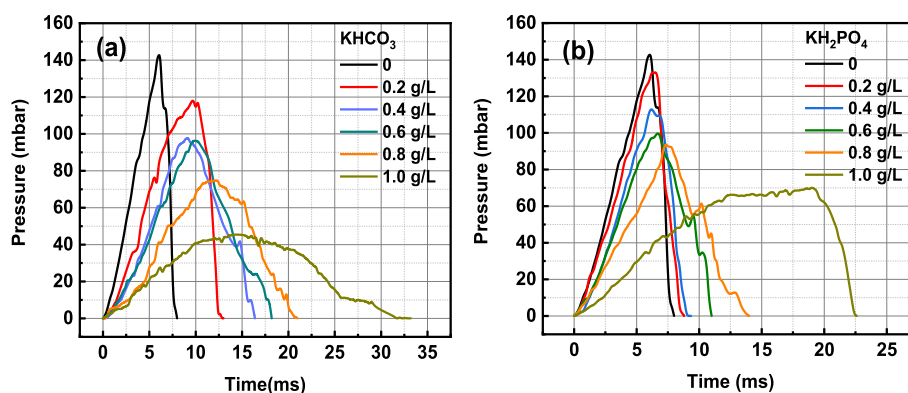 (a)
KHCO₃
0
0.2 g/L
0.4 g/L
0.6 g/L
0.8 g/L
1.0 g/L
160
140
120
100
80
60
40
20
0
Pressure (mbar)
0 5 10 15 20 25 30 35
Time(ms)
(b)
KH₂PO₄
0
0.2 g/L
0.4 g/L
0.6 g/L
0.8 g/L
1.0 g/L
160
140
120
100
80
60
40
20
0
Pressure (mbar)
0 5 10 15 20 25
Time (ms)